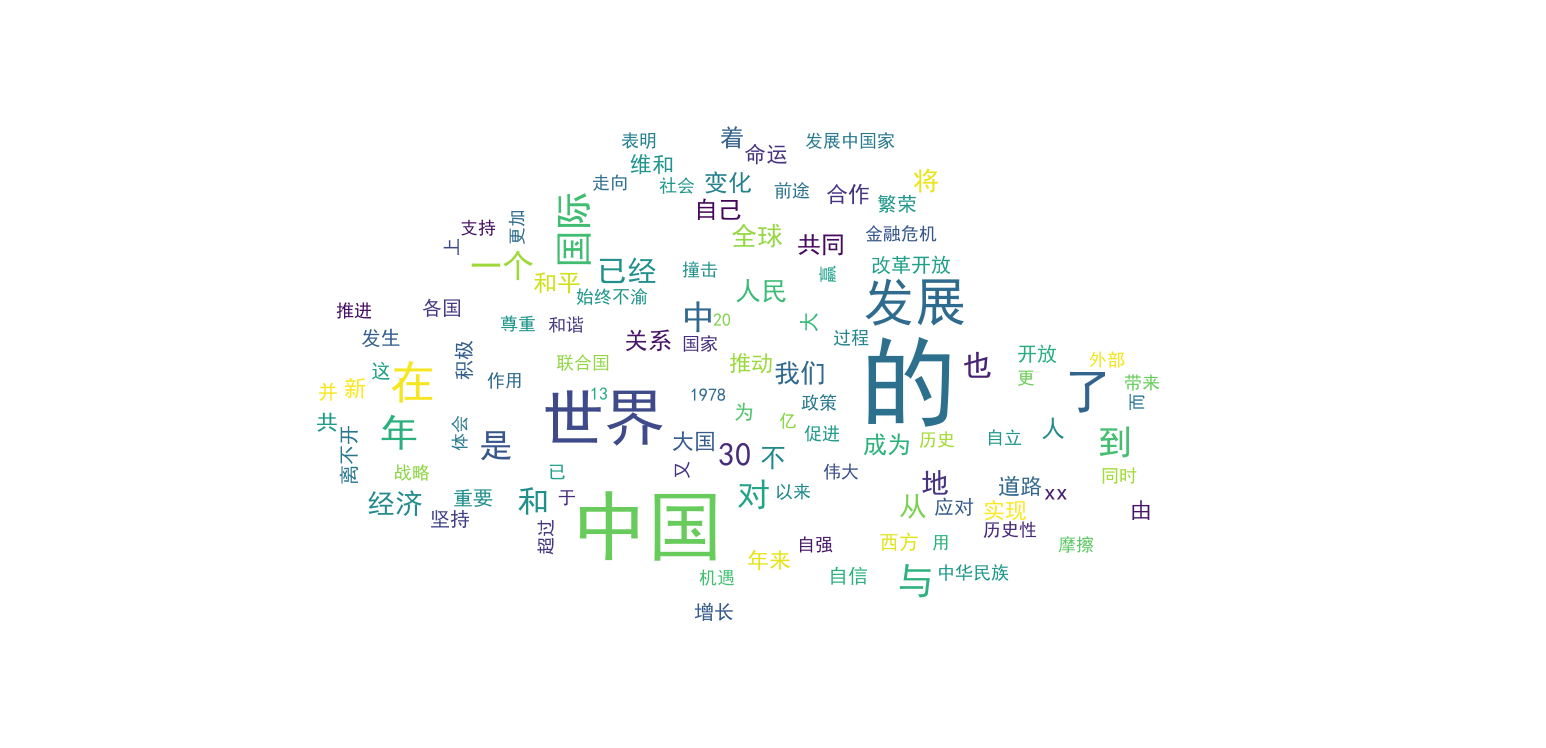 表明
着
发展中国家
维和
命运
走向
社会
变化
前途
合作
将
国际
自己
繁荣
支持
更加
上
全球
共同
金融危机
一个
已经
撞击
赢
改革开放
和平
始终不渝
人民
发展
推进
各国
尊重
和谐
中
20
大
发生
关系
国家
过程
积极
联合国
推动
我们
的
也
开放
外部
这
在
作用
更
了
带来
并
新
13
1978
政策
而
世界
为
亿
共
年
体会
是
大国
促进
成为
历史
自立
人
到
离不开
又
30
不
战略
已
伟大
地
同时
经济
重要
和
于
对
以来
从
应对
道路
xx
实现
坚持
中国
历史性
由
超过
自强
西方
用
摩擦
年来
机遇
自信
与
中华民族
增长